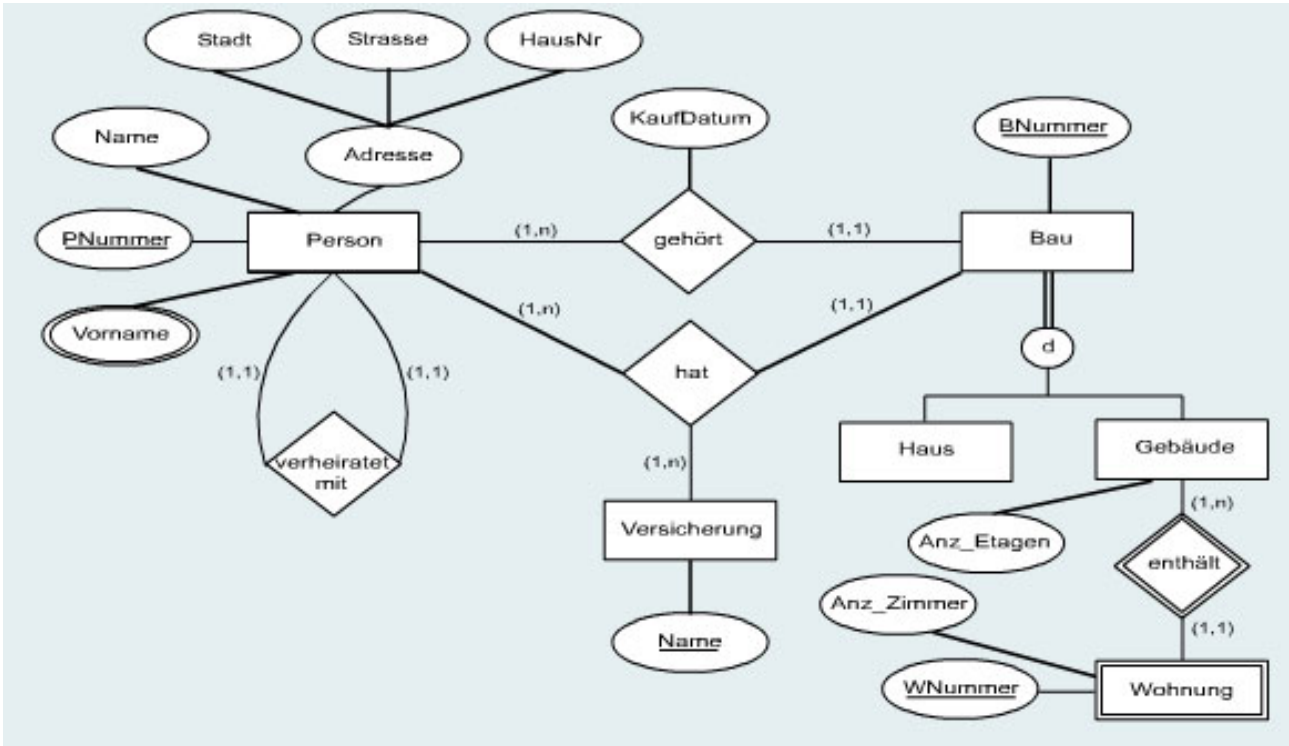 Stadt
Strasse
HausNr
KaufDatum
BNummer
Name
Adresse
PNummer
Person
(1,n)
gehört
(1,1)
Bau
Vorname
(1,n)
(1,1)
d
(1,1)
(1,1)
hat
verheiratet
mit
(1,n)
Haus
Gebäude
(1,n)
Versicherung
Anz_Etagen
enthält
Anz_Zimmer
(1,1)
Name
WNummer
Wohnung